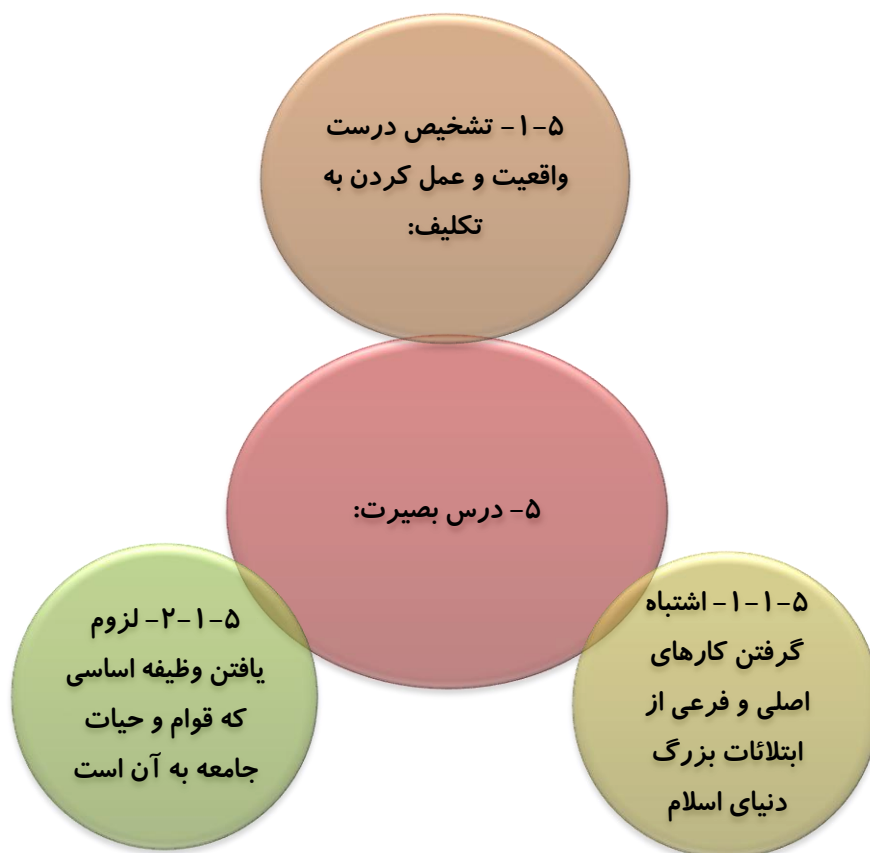 ۵-۱- تشخیص درست
واقعیت و عمل کردن به
تکلیف:
۵- درس بصیرت:
۵-۱-۱- اشتباه
گرفتن کارهای
اصلی و فرعی از
ابتلائات بزرگ
دنیای اسلام
۵-۱-۲- لزوم
یافتن وظیفه اساسی
که قوام و حیات
جامعه به آن است